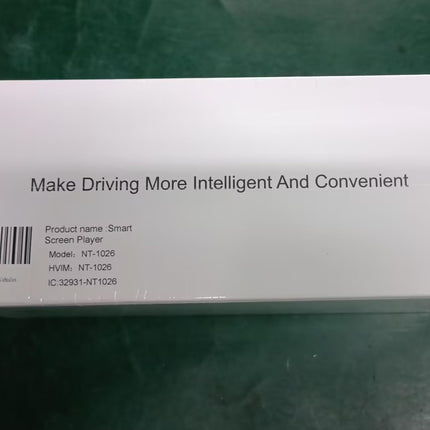 Make Driving More Intelligent And Convenient
Product name :Smart
Screen Player
Model：NT-1026
HVIM：NT-1026
IC:32931-NT1026